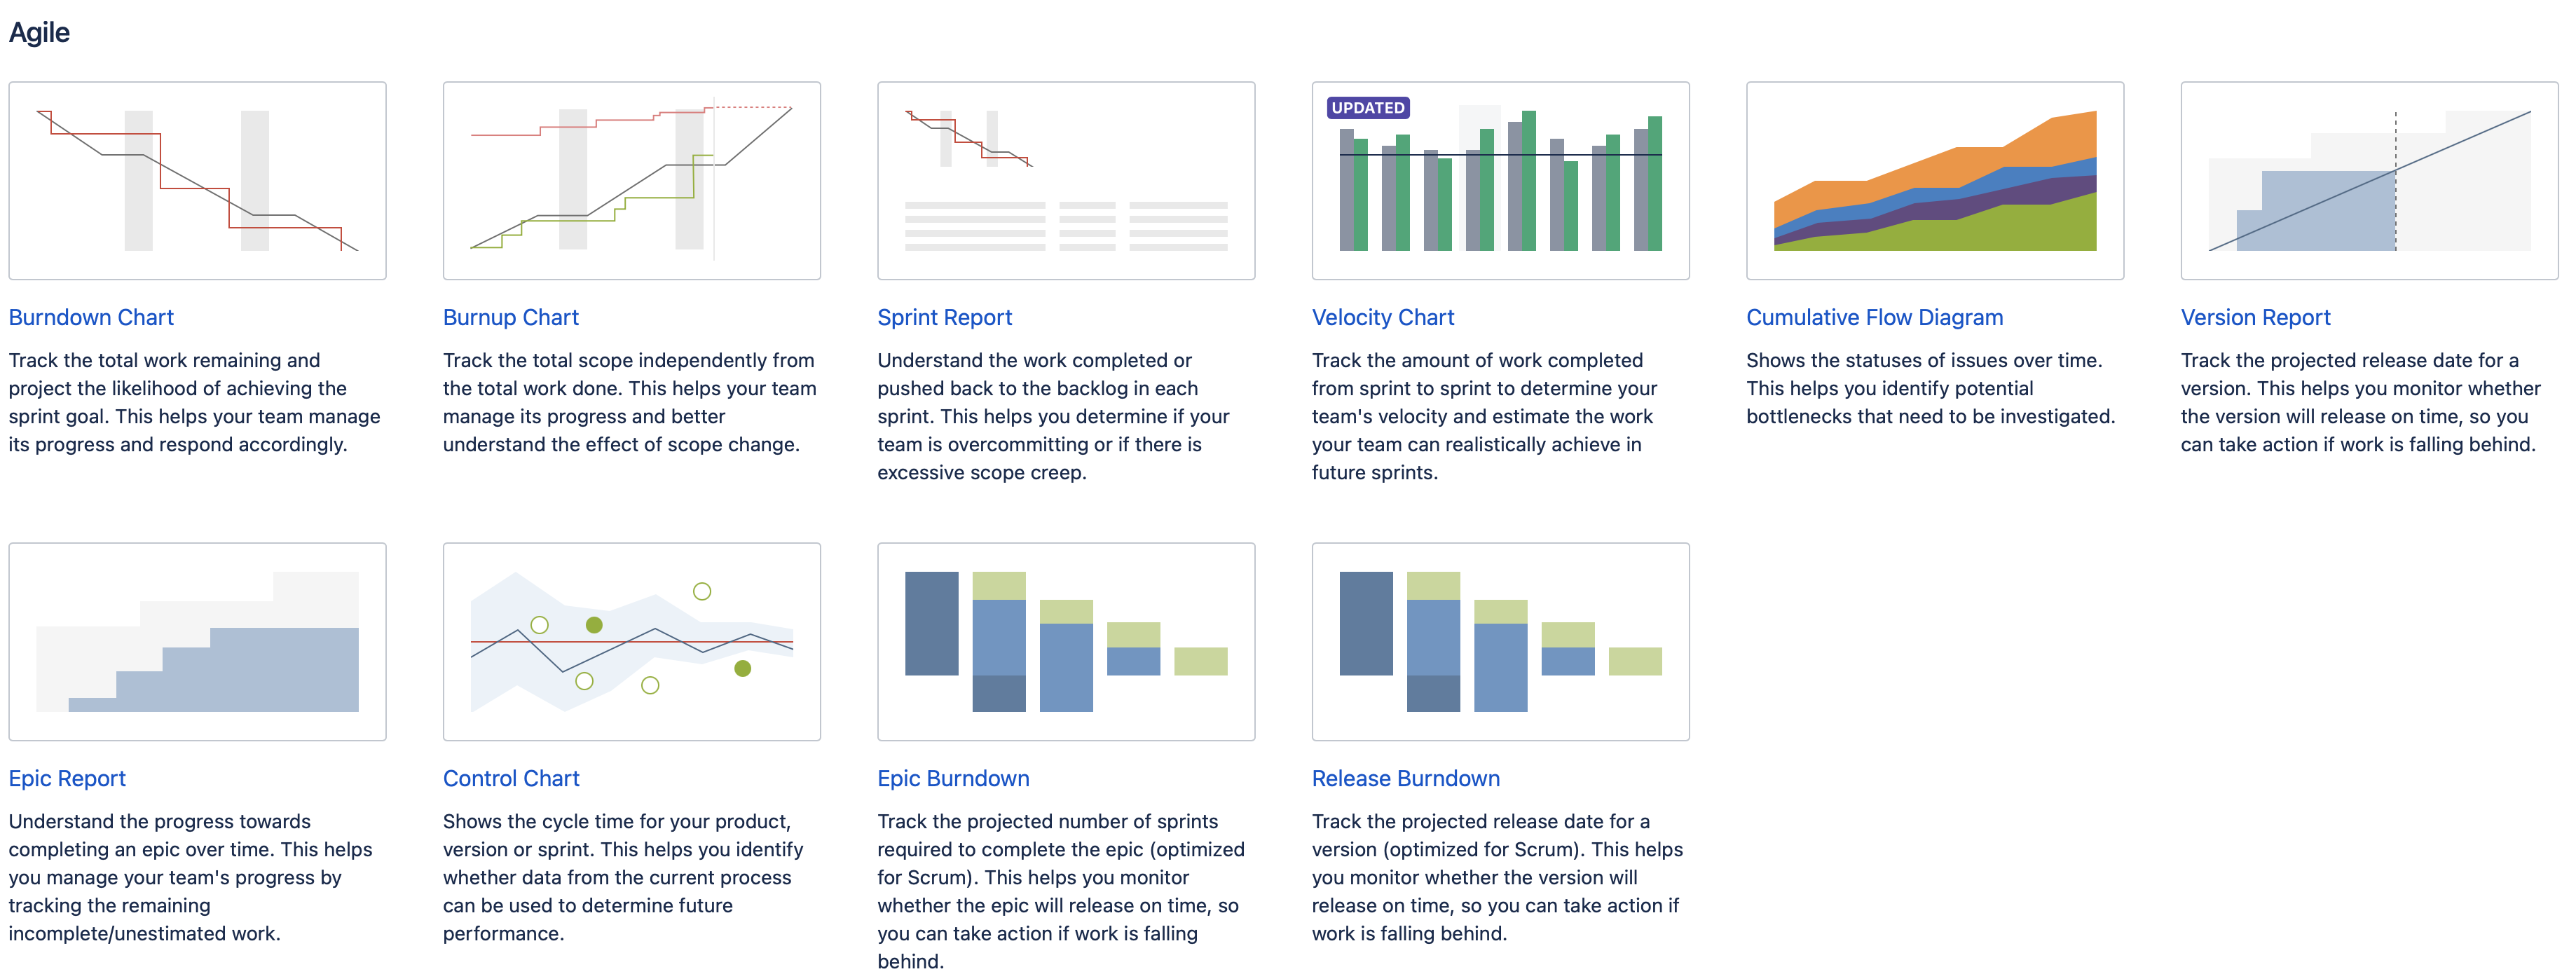 Agile
UPDATED
Burndown Chart
Track the total work remaining and
project the likelihood of achieving the
sprint goal. This helps your team manage
its progress and respond accordingly.
Burnup Chart
Track the total scope independently from
the total work done. This helps your team
manage its progress and better
understand the effect of scope change.
Sprint Report
Understand the work completed or
pushed back to the backlog in each
sprint. This helps you determine if your
team is overcommitting or if there is
excessive scope creep.
Velocity Chart
Track the amount of work completed
from sprint to sprint to determine your
team's velocity and estimate the work
your team can realistically achieve in
future sprints.
Cumulative Flow Diagram
Shows the statuses of issues over time.
This helps you identify potential
bottlenecks that need to be investigated.
Version Report
Track the projected release date for a
version. This helps you monitor whether
the version will release on time, so you
can take action if work is falling behind.
Epic Report
Understand the progress towards
completing an epic over time. This helps
you manage your team's progress by
tracking the remaining
incomplete/unestimated work.
Control Chart
Shows the cycle time for your product,
version or sprint. This helps you identify
whether data from the current process
can be used to determine future
performance.
Epic Burndown
Track the projected number of sprints
required to complete the epic (optimized
for Scrum). This helps you monitor
whether the epic will release on time, so
you can take action if work is falling
behind.
Release Burndown
Track the projected release date for a
version (optimized for Scrum). This helps
you monitor whether the version will
release on time, so you can take action if
work is falling behind.